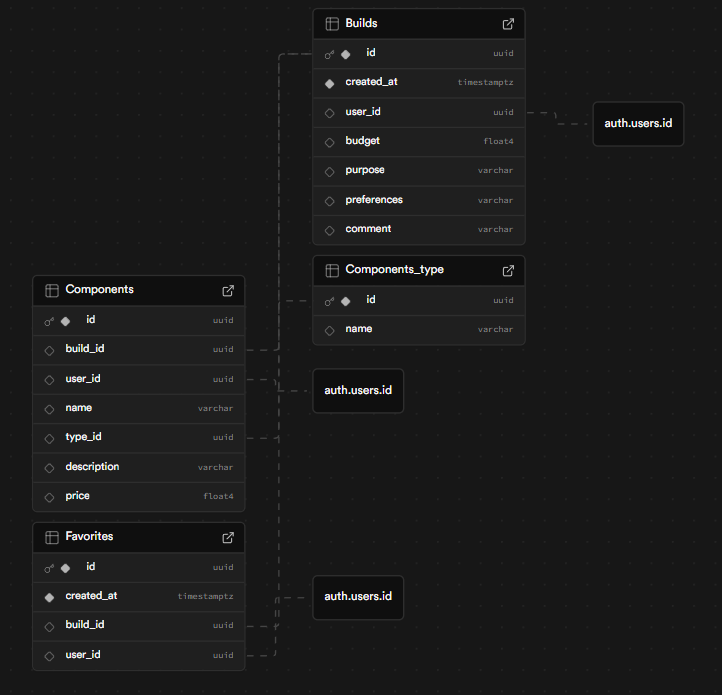 Builds
id uuid
created_at timestamptz
user_id uuid
budget float4
purpose varchar
preferences varchar
comment varchar
auth.users.id
Components_type
id uuid
name varchar
Components
id uuid
build_id uuid
user_id uuid
name varchar
type_id uuid
description varchar
price float4
auth.users.id
Favorites
id uuid
created_at timestamptz
build_id uuid
user_id uuid
auth.users.id